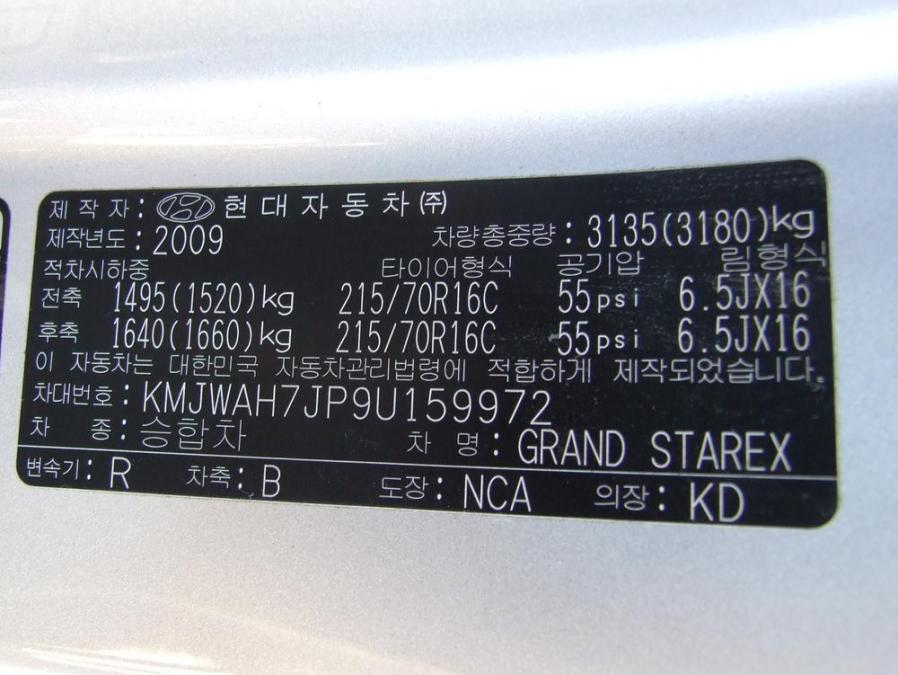 제 작 자 : 현 대 자 동 차 ㈜
제작년도 : 2009 차량총중량 : 3135(3180)kg
적차시하중 타이어형식 공기압 림형식
전축 1495(1520)kg 215/70R16C 55psi 6.5JX16
후축 1640(1660)kg 215/70R16C 55psi 6.5JX16
이 자동차는 대한민국 자동차관리법령에 적합하게 제작되었습니다.
차대번호 : KMJWAH7JP9U159972
차 종 : 승합차 차 명 : GRAND STAREX
변속기 : R 차축 : B 도장 : NCA 의장 : KD